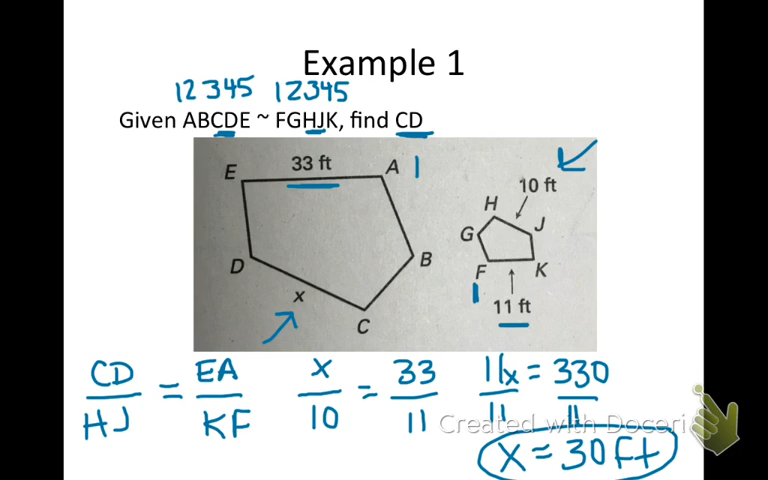 Example 1
12345 12345
Given ABCDE ~ FGHJK, find CD
E 33 ft A 1
10 ft
H
G J
D B
F K
x 1
11 ft
C
CD/HJ = EA/KF x/10 = 33/11 11x/11 = 330/11
Created with Doceri
x = 30 Ft